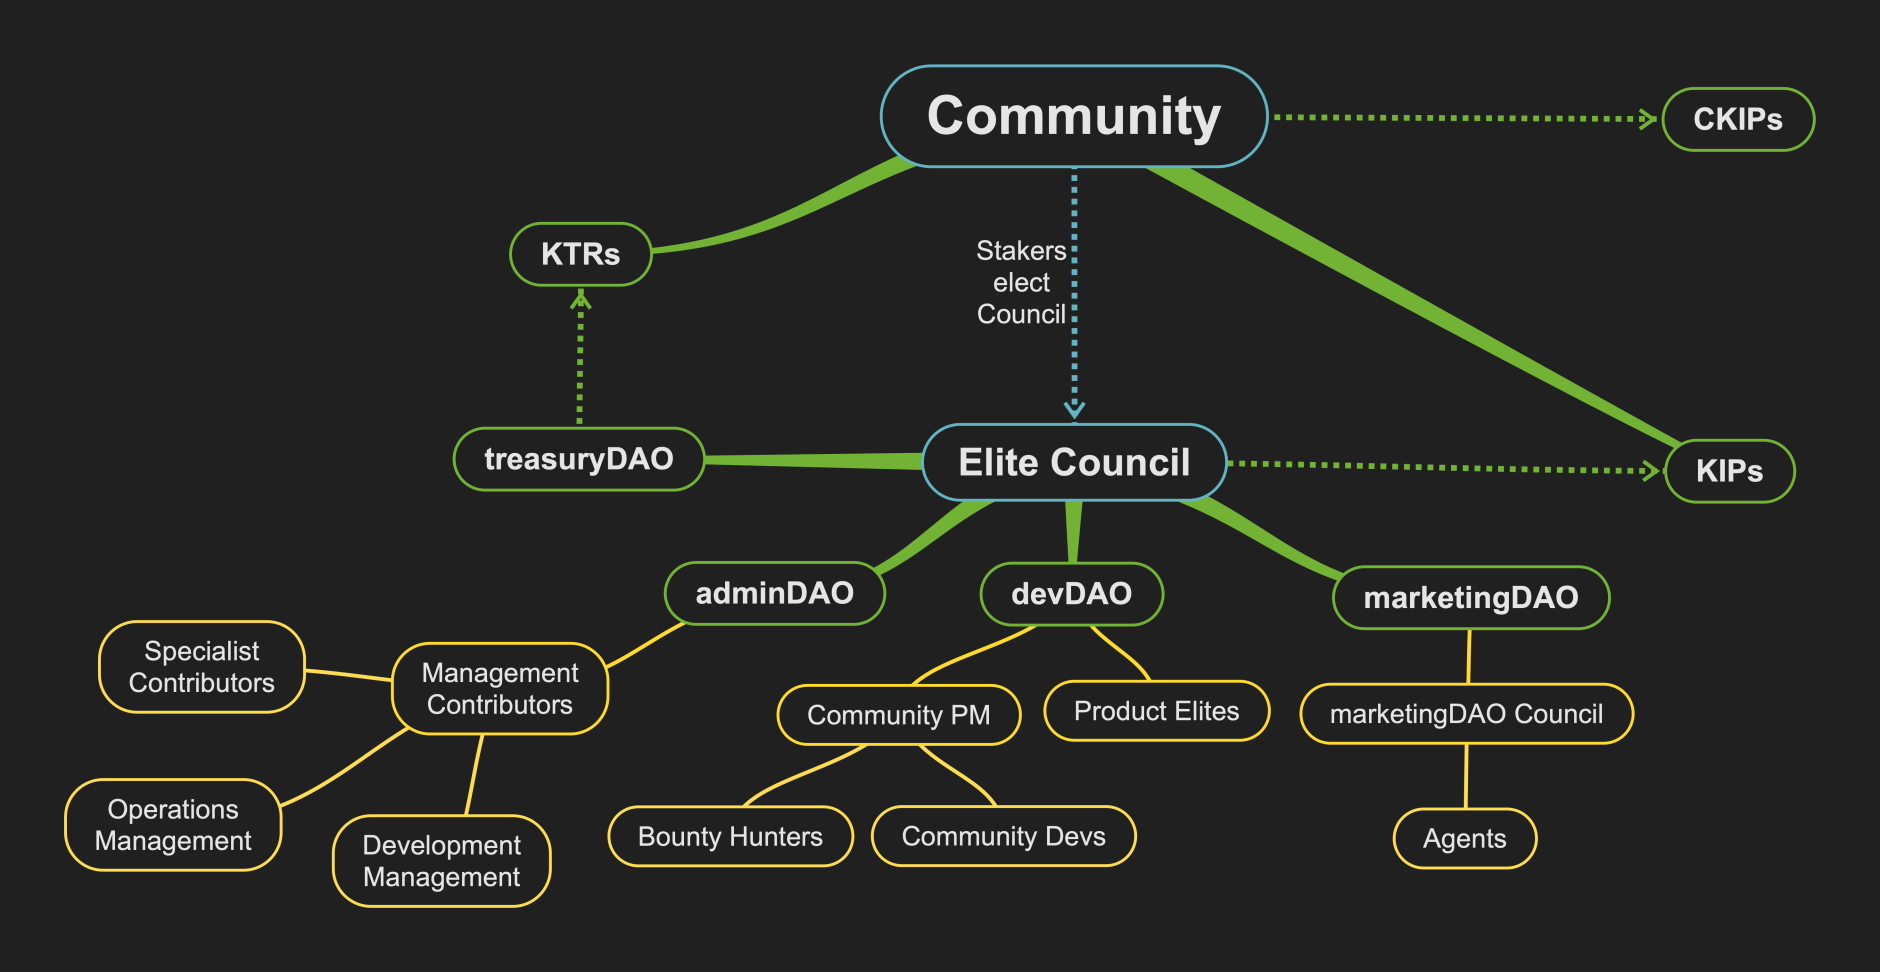 Community
CKIPs
KTRs
Stakers
elect
Council
treasuryDAO
Elite Council
KIPs
adminDAO
devDAO
marketingDAO
Specialist
Contributors
Management
Contributors
Community PM
Product Elites
marketingDAO Council
Operations
Management
Development
Management
Bounty Hunters
Community Devs
Agents